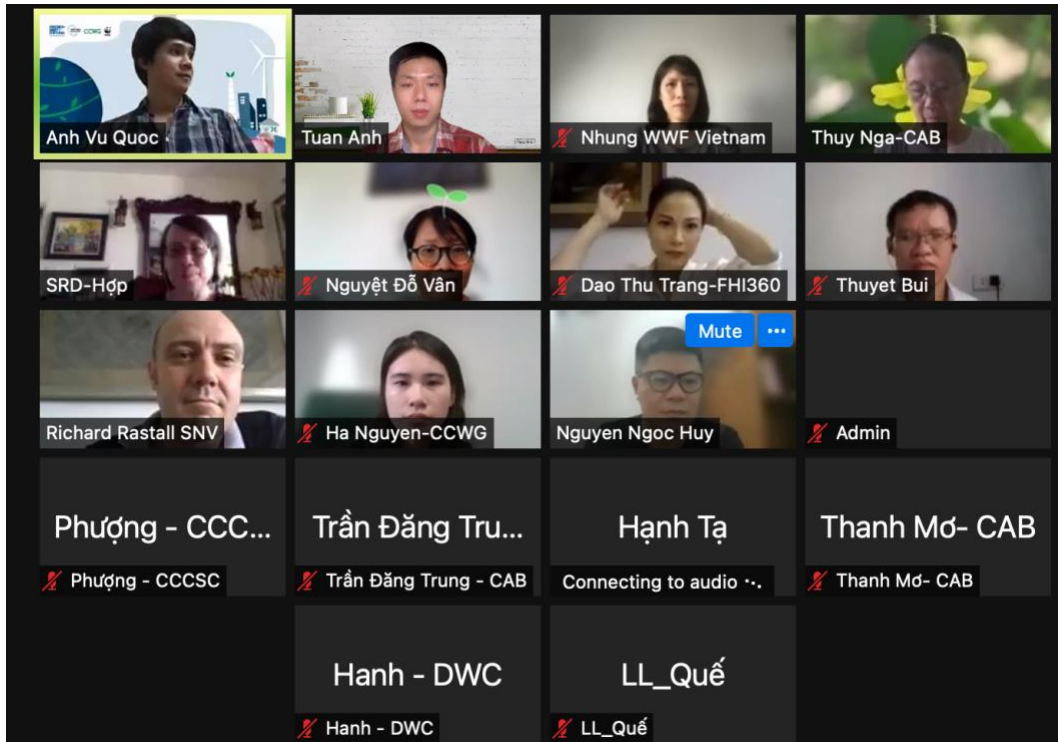 CCWG
Anh Vu Quoc
Tuan Anh
Nhung WWF Vietnam
Thuy Nga-CAB
SRD-Hợp
Nguyệt Đỗ Vân
Dao Thu Trang-FHI360
Thuyet Bui
Mute
Richard Rastall SNV
Ha Nguyen-CCWG
Nguyen Ngoc Huy
Admin
Phượng - CCC...
Trần Đăng Tru...
Hạnh Tạ
Thanh Mơ- CAB
Phượng - CCCSC
Trần Đăng Trung - CAB
Connecting to audio ·..
Thanh Mơ- CAB
Hanh - DWC
LL_Quế
Hanh - DWC
LL_Quế